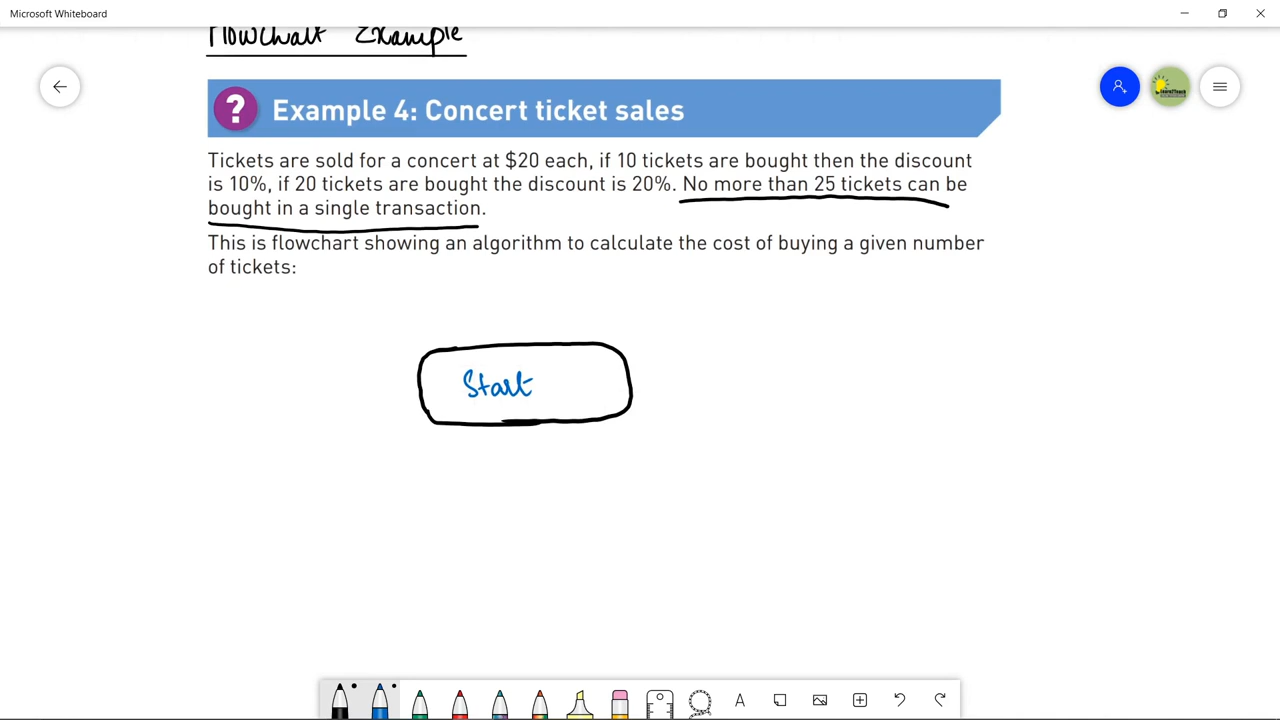 Microsoft Whiteboard
Flowchart Example
? Example 4: Concert ticket sales
Tickets are sold for a concert at $20 each, if 10 tickets are bought then the discount
is 10%, if 20 tickets are bought the discount is 20%. No more than 25 tickets can be
bought in a single transaction.
This is flowchart showing an algorithm to calculate the cost of buying a given number
of tickets:
Start
A